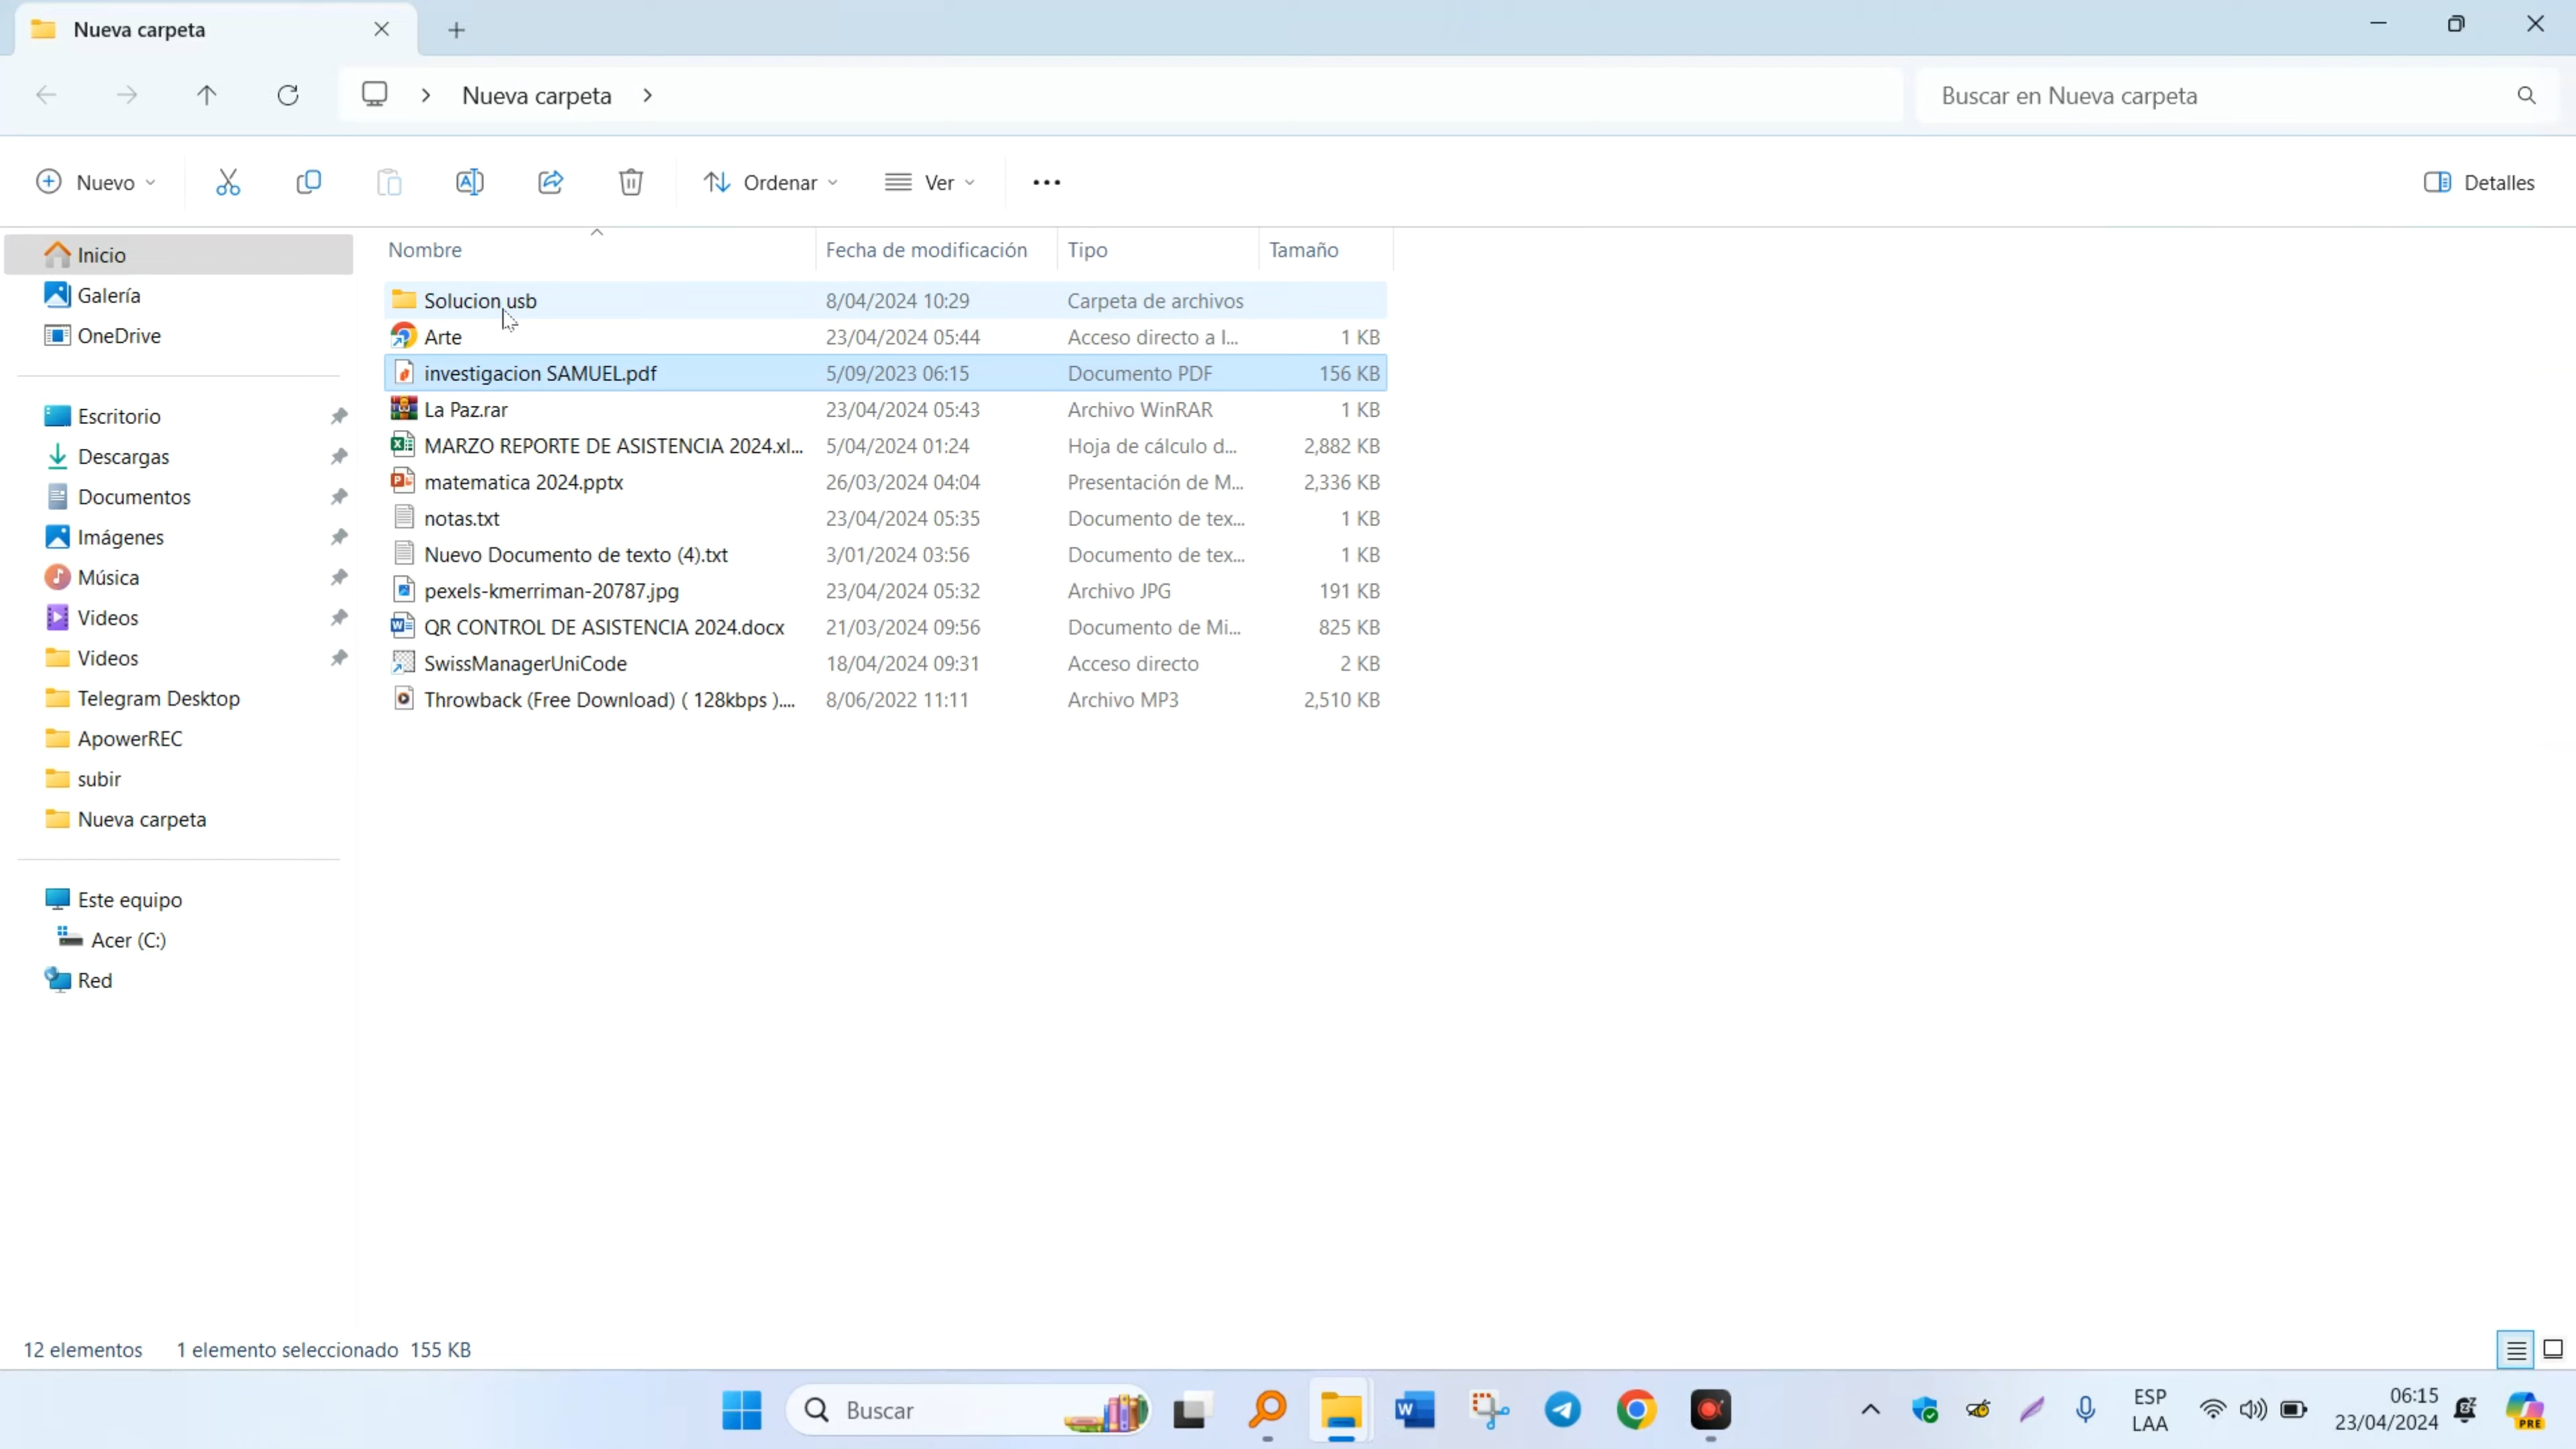 Nueva carpeta
Nueva carpeta
Buscar en Nueva carpeta
Nuevo
Ordenar
Ver
Detalles
Inicio
Galería
OneDrive
Escritorio
Descargas
Documentos
Imágenes
Música
Videos
Videos
Telegram Desktop
ApowerREC
subir
Nueva carpeta
Este equipo
Acer (C:)
Red
Nombre Fecha de modificación Tipo Tamaño
Solucion usb 8/04/2024 10:29 Carpeta de archivos
Arte 23/04/2024 05:44 Acceso directo a I... 1 KB
investigacion SAMUEL.pdf 5/09/2023 06:15 Documento PDF 156 KB
La Paz.rar 23/04/2024 05:43 Archivo WinRAR 1 KB
MARZO REPORTE DE ASISTENCIA 2024.xl... 5/04/2024 01:24 Hoja de cálculo d... 2,882 KB
matematica 2024.pptx 26/03/2024 04:04 Presentación de M... 2,336 KB
notas.txt 23/04/2024 05:35 Documento de tex... 1 KB
Nuevo Documento de texto (4).txt 3/01/2024 03:56 Documento de tex... 1 KB
pexels-kmerriman-20787.jpg 23/04/2024 05:32 Archivo JPG 191 KB
QR CONTROL DE ASISTENCIA 2024.docx 21/03/2024 09:56 Documento de Mi... 825 KB
SwissManagerUniCode 18/04/2024 09:31 Acceso directo 2 KB
Throwback (Free Download) ( 128kbps ).... 8/06/2022 11:11 Archivo MP3 2,510 KB
12 elementos 1 elemento seleccionado 155 KB
Buscar
ESP
LAA
06:15
23/04/2024
PRE